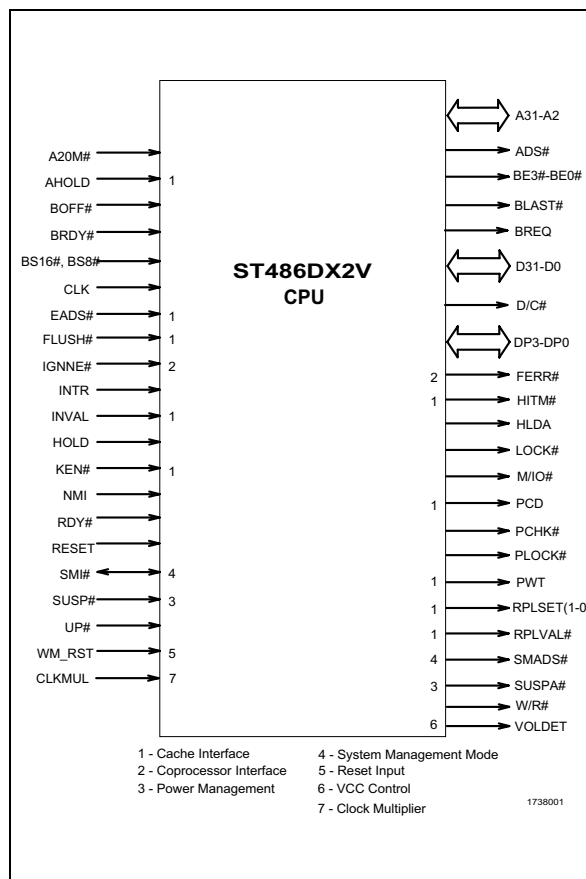 A20M#
AHOLD 1
BOFF#
BRDY#
BS16#, BS8#
CLK
EADS# 1
FLUSH# 1
IGNNE# 2
INTR
INVAL 1
HOLD
KEN# 1
NMI
RDY#
RESET
SMI# 4
SUSP# 3
UP#
WM_RST 5
CLKMUL 7
ST486DX2V
CPU
A31-A2
ADS#
BE3#-BE0#
BLAST#
BREQ
D31-D0
D/C#
DP3-DP0
2 FERR#
1 HITM#
HLDA
LOCK#
M/IO#
1 PCD
PCHK#
PLOCK#
1 PWT
1 RPLSET(1-0
1 RPLVAL#
4 SMADS#
3 SUSPA#
W/R#
6 VOLDET
1 - Cache Interface
2 - Coprocessor Interface
3 - Power Management
4 - System Management Mode
5 - Reset Input
6 - VCC Control
7 - Clock Multiplier
1738001